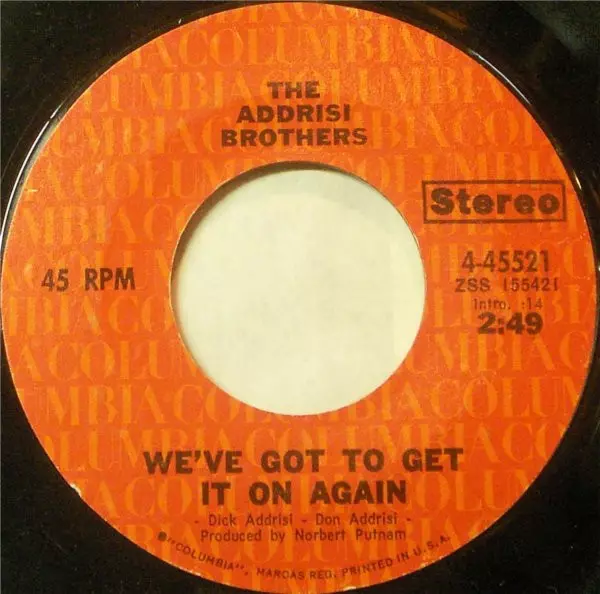 THE
ADDRISI
BROTHERS
Stereo
45 RPM
4-45521
ZSS 155421
Intro. :14
2:49
WE'VE GOT TO GET
IT ON AGAIN
- Dick Addrisi - Don Addrisi -
Produced by Norbert Putnam
®"COLUMBIA", MARCAS REG. PRINTED IN U.S.A.